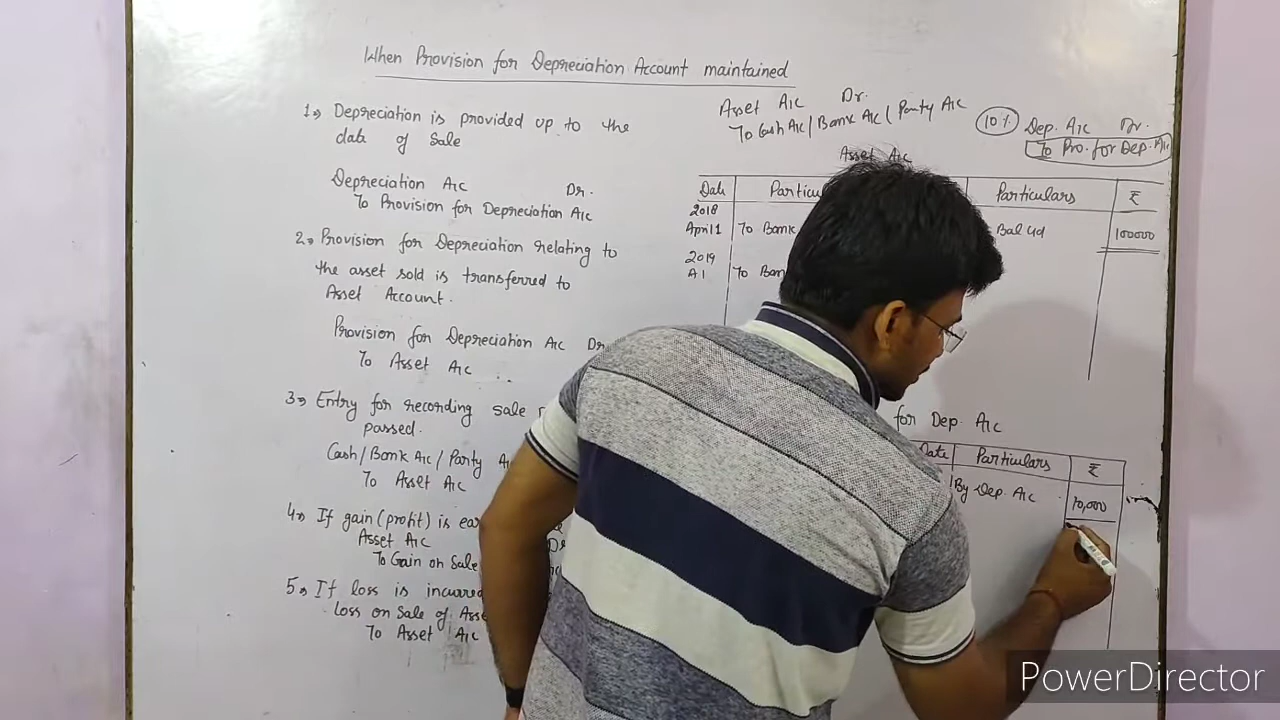 When Provision for Depreciation Account maintained
1) Depreciation is provided up to the
date of Sale
Depreciation A/c Dr.
To Provision for Depreciation A/c
2) Provision for Depreciation relating to
the asset sold is transferred to
Asset Account.
Provision for Depreciation A/c Dr
To Asset A/c
3) Entry for recording sale
passed.
Cash/Bank A/c / Party
To Asset A/c
4) If gain (profit) is
Asset A/c D
To Gain on Sale
5) If loss is incurred
Loss on Sale of
To Asset A/c
Asset A/c Dr.
To Cash A/c / Bank A/c / Party A/c
10% Dep. A/c Dr.
To Pro. for Dep. A/c
Asset A/c
Date Particulars ₹
2018
April 1 To Bank Bal c/d 100000
2019
A 1 To
for Dep. A/c
Date Particulars ₹
By Dep. A/c 10,000
PowerDirector